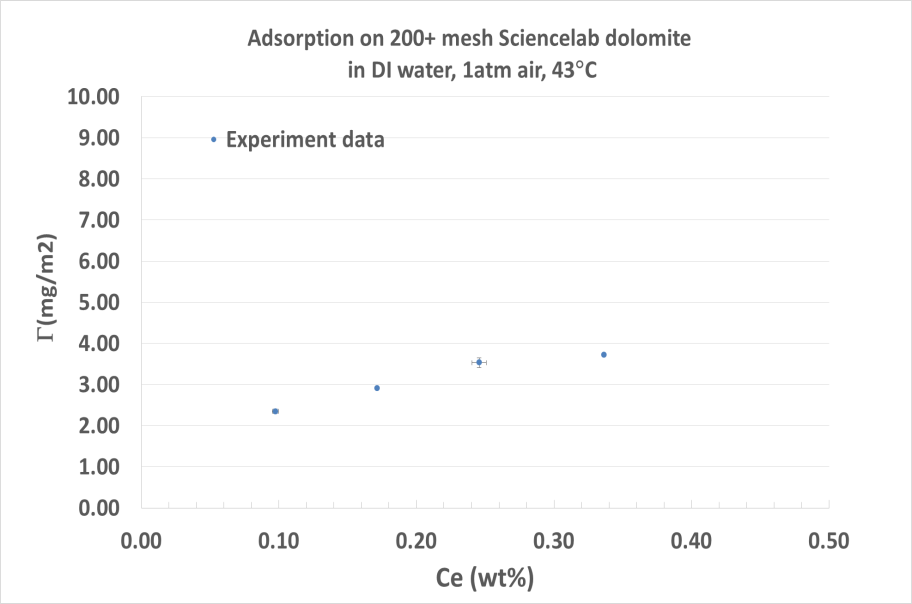 Adsorption on 200+ mesh Sciencelab dolomite
in DI water, 1atm air, 43°C
10.00
9.00
8.00
7.00
6.00
5.00
4.00
3.00
2.00
1.00
0.00
Γ(mg/m2)
Experiment data
0.00 0.10 0.20 0.30 0.40 0.50
Ce (wt%)